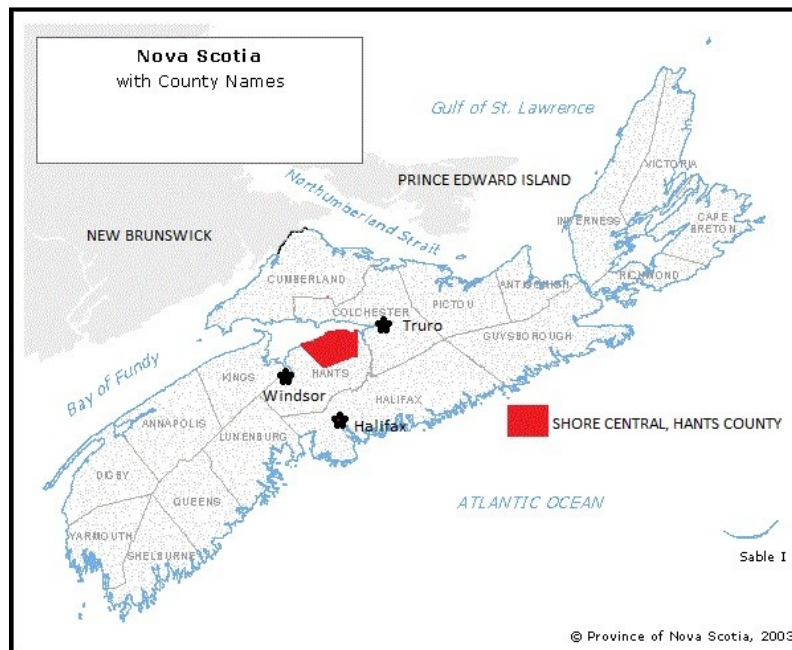 Nova Scotia
with County Names
Gulf of St. Lawrence
VICTORIA
PRINCE EDWARD ISLAND
Northumberland Strait
INVERNESS
CAPE
BRETON
NEW BRUNSWICK
RICHMOND
CUMBERLAND
ANTIGONISH
PICTOU
COLCHESTER
Truro
GUYSBOROUGH
Bay of Fundy
KINGS
HANTS
Windsor
HALIFAX
ANNAPOLIS
Halifax
LUNENBURG
SHORE CENTRAL, HANTS COUNTY
DIGBY
QUEENS
ATLANTIC OCEAN
YARMOUTH
SHELBURNE
Sable I
© Province of Nova Scotia, 2003